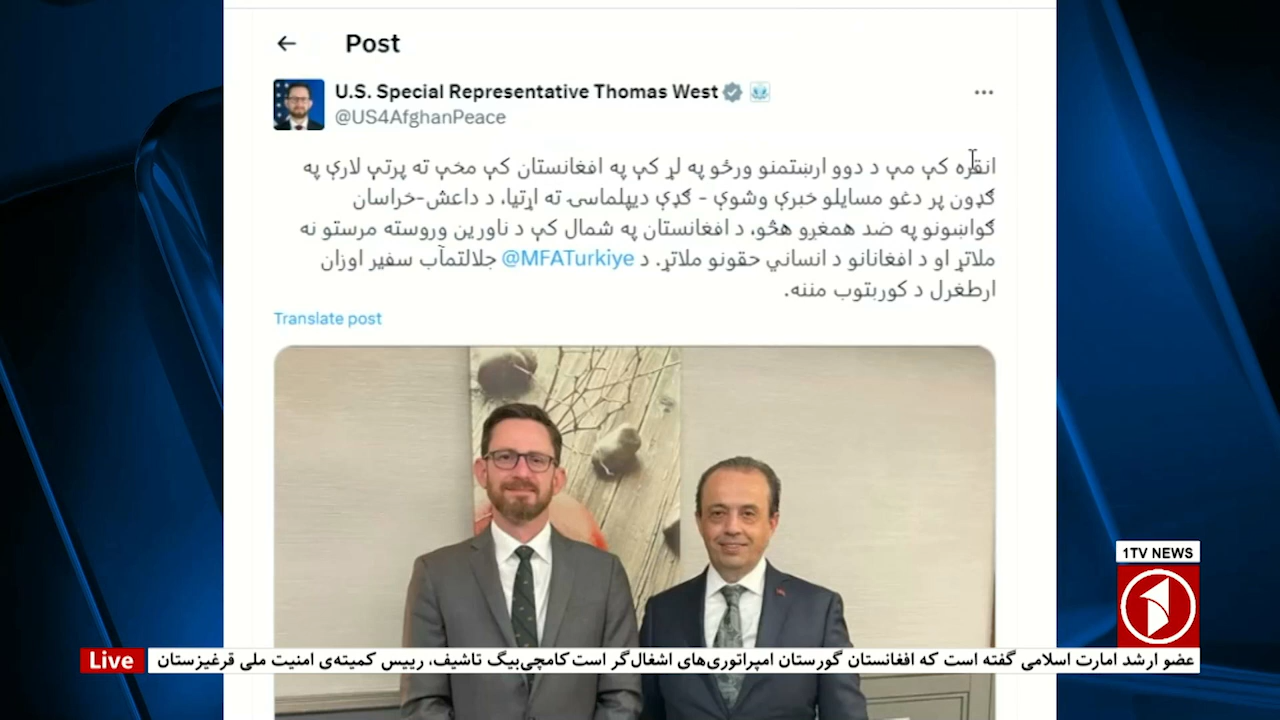 Post
U.S. Special Representative Thomas West
@US4AfghanPeace
انقره کې مې د دوو ارښتمنو ورځو په لړ کې په افغانستان کې مخې ته پرتې لارې په
ګډون پر دغو مسایلو خبرې وشوې - ګډې دیپلماسۍ ته اړتیا، د داعش-خراسان
ګواښونو په ضد همغږو هڅو، د افغانستان په شمال کې د ناورین وروسته مرستو نه
ملاتړ او د افغانانو د انساني حقونو ملاتړ. د @MFATurkiye جلالتمآب سفیر اوزان
ارطغرل د کوربتوب مننه.
Translate post
1TV NEWS
Live
عضو ارشد امارت اسلامی گفته است که افغانستان گورستان امپراتوری‌های اشغال‌گر است کامچی‌بیگ تاشیف، رییس کمیته‌ی امنیت ملی قرغیزستان